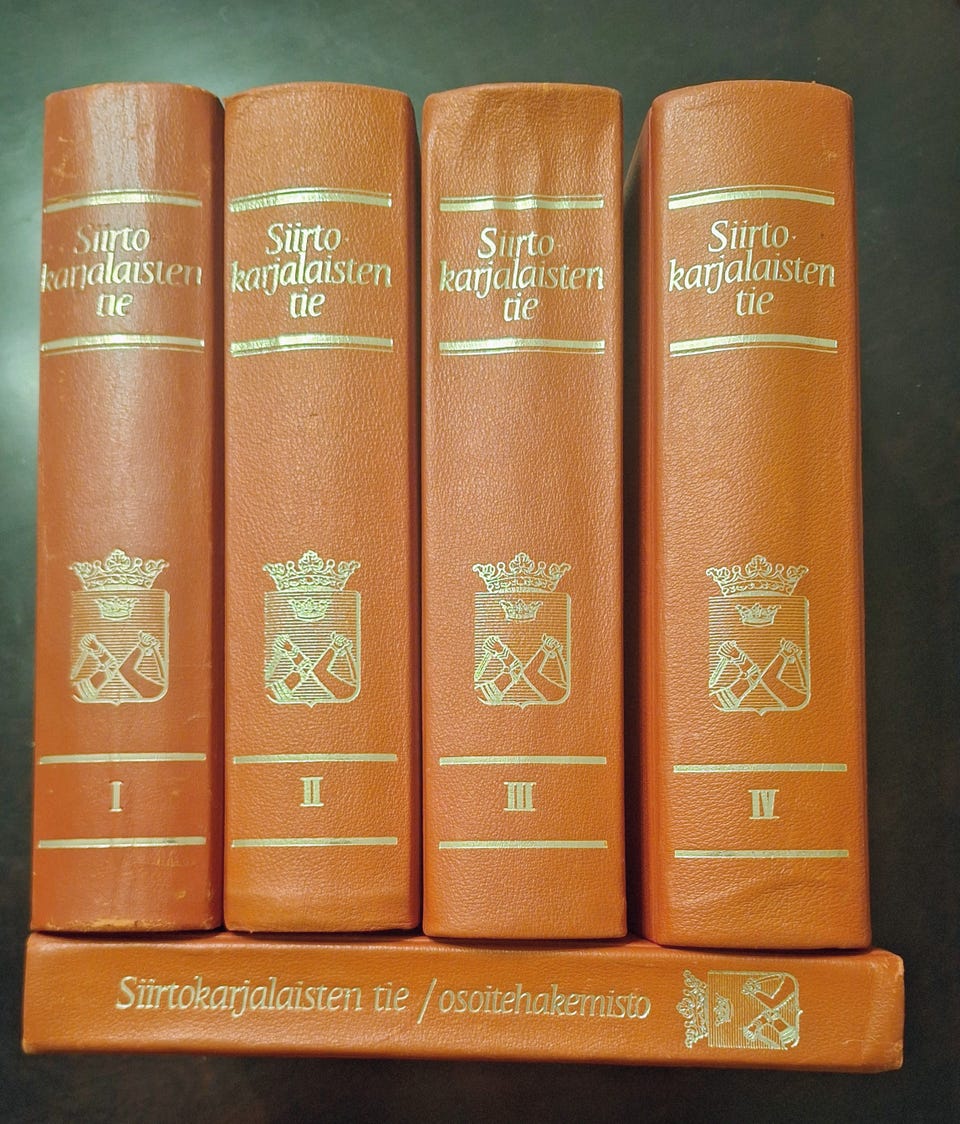 Siirto-
karjalaisten
tie
I
Siirto-
karjalaisten
tie
II
Siirto-
karjalaisten
tie
III
Siirto-
karjalaisten
tie
IV
Siirtokarjalaisten tie / osoitehakemisto